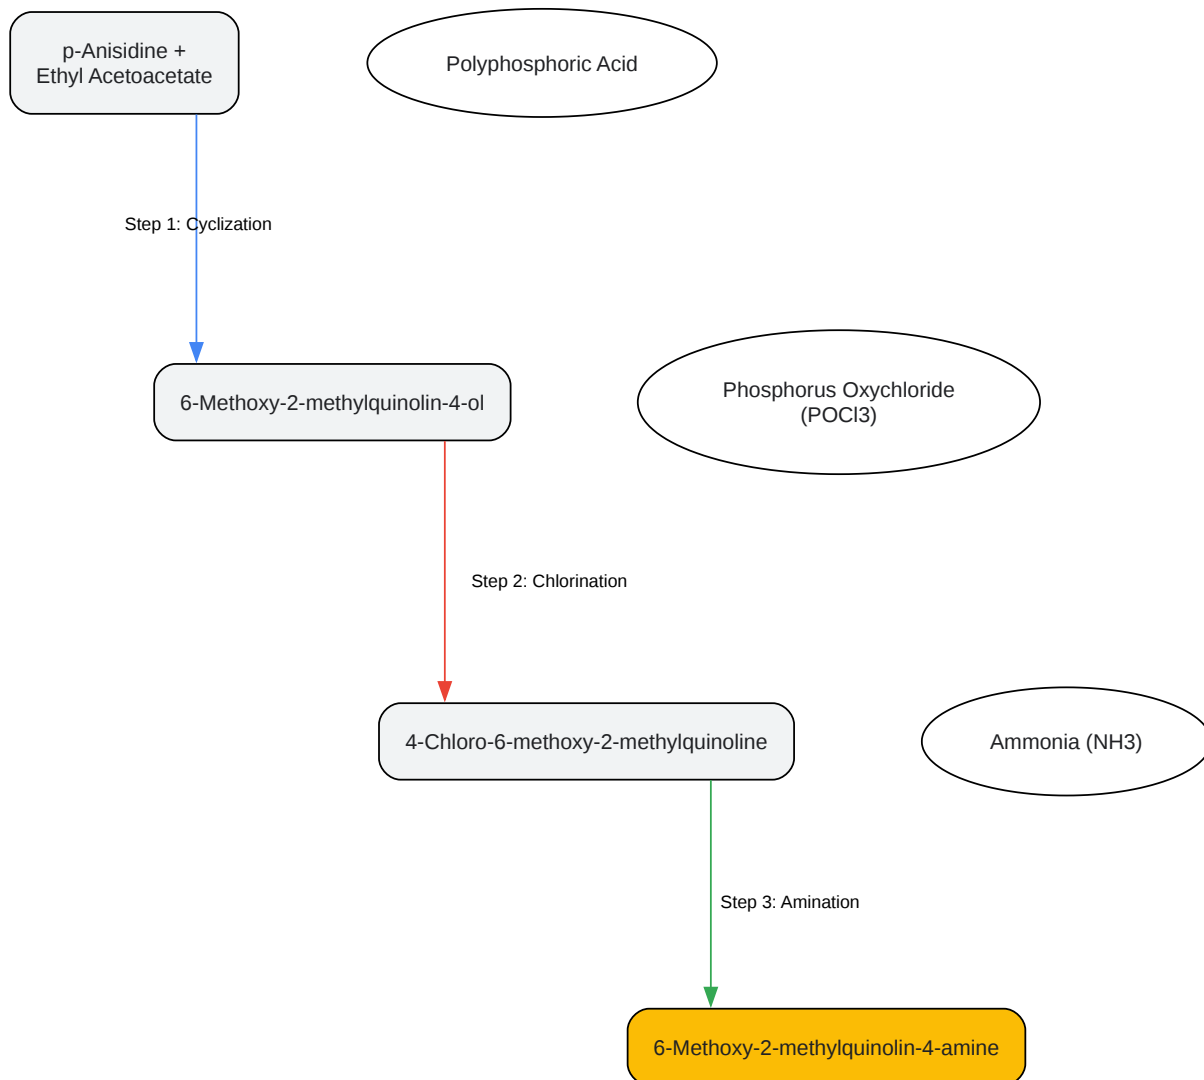 p-Anisidine +
Ethyl Acetoacetate
Polyphosphoric Acid
Step 1: Cyclization
6-Methoxy-2-methylquinolin-4-ol
Phosphorus Oxychloride
(POCl3)
Step 2: Chlorination
4-Chloro-6-methoxy-2-methylquinoline
Ammonia (NH3)
Step 3: Amination
6-Methoxy-2-methylquinolin-4-amine